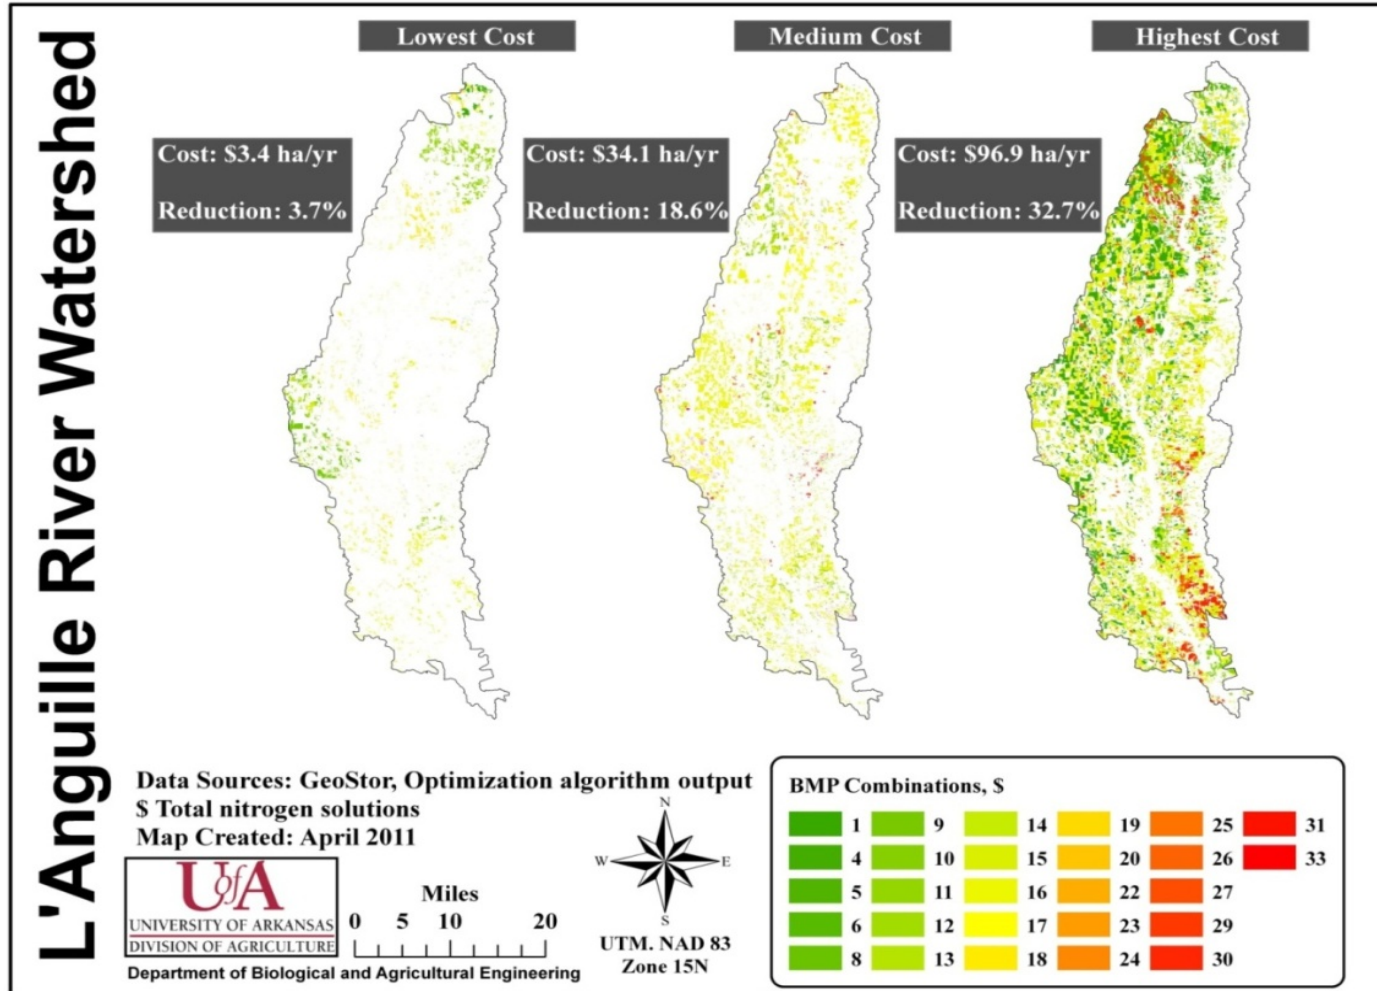 L'Anguille River Watershed
Lowest Cost
Medium Cost
Highest Cost
Cost: $3.4 ha/yr
Reduction: 3.7%
Cost: $34.1 ha/yr
Reduction: 18.6%
Cost: $96.9 ha/yr
Reduction: 32.7%
Data Sources: GeoStor, Optimization algorithm output
$ Total nitrogen solutions
Map Created: April 2011
UofA
UNIVERSITY OF ARKANSAS
DIVISION OF AGRICULTURE
Department of Biological and Agricultural Engineering
Miles
0 5 10 20
N
W E
S
UTM. NAD 83
Zone 15N
BMP Combinations, $
1 9 14 19 25 31
4 10 15 20 26 33
5 11 16 22 27
6 12 17 23 29
8 13 18 24 30